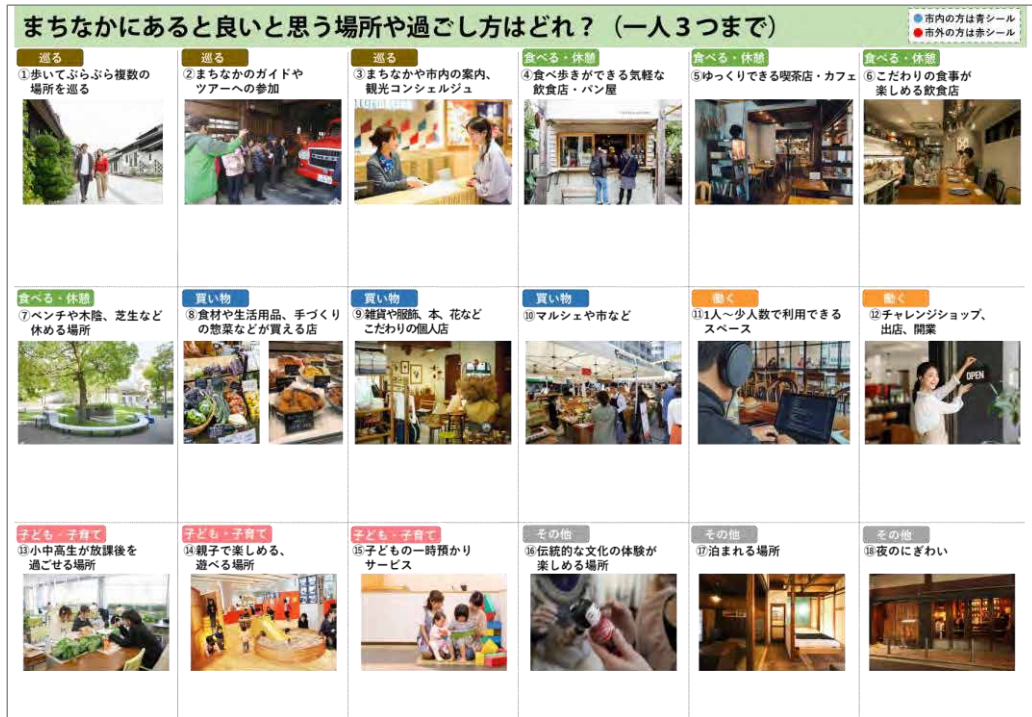 まちなかにあると良いと思う場所や過ごし方はどれ？（一人３つまで）
●市内の方は青シール
●市外の方は赤シール
巡る
①歩いてぶらぶら複数の
場所を巡る
巡る
②まちなかのガイドや
ツアーへの参加
巡る
③まちなかや市内の案内、
観光コンシェルジュ
食べる・休憩
④食べ歩きができる気軽な
飲食店・パン屋
食べる・休憩
⑤ゆっくりできる喫茶店・カフェ
食べる・休憩
⑥こだわりの食事が
楽しめる飲食店
食べる・休憩
⑦ベンチや木陰、芝生など
休める場所
買い物
⑧食材や生活用品、手づくり
の惣菜などが買える店
買い物
⑨雑貨や服飾、本、花など
こだわりの個人店
買い物
⑩マルシェや市など
働く
⑪1人～少人数で利用できる
スペース
働く
⑫チャレンジショップ、
出店、開業
OPEN
子ども・子育て
⑬小中高生が放課後を
過ごせる場所
子ども・子育て
⑭親子で楽しめる、
遊べる場所
子ども・子育て
⑮子どもの一時預かり
サービス
その他
⑯伝統的な文化の体験が
楽しめる場所
その他
⑰泊まれる場所
その他
⑱夜のにぎわい